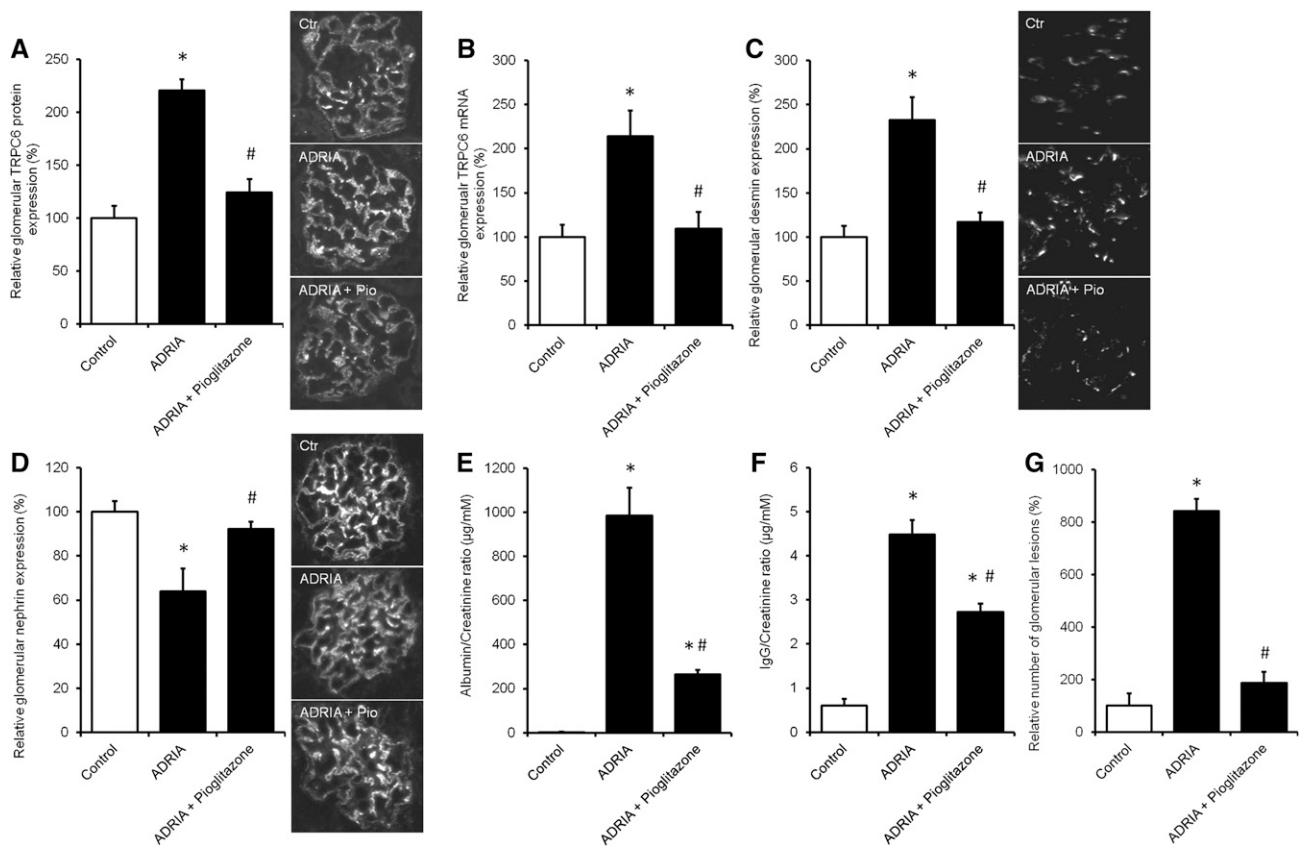 A
Relative glomerular TRPC6 protein
expression (%)
250
200
150
100
50
0
*
#
Control
ADRIA
ADRIA + Pioglitazone
Ctr
ADRIA
ADRIA + Pio
B
Relative glomerualr TRPC6 mRNA
expression (%)
300
250
200
150
100
50
0
*
#
Control
ADRIA
ADRIA + Pioglitazone
C
Relative glomerular desmin expression (%)
300
250
200
150
100
50
0
*
#
Control
ADRIA
ADRIA + Pioglitazone
Ctr
ADRIA
ADRIA + Pio
D
Relative glomerular nephrin expression (%)
120
100
80
60
40
20
0
*
#
Control
ADRIA
ADRIA + Pioglitazone
Ctr
ADRIA
ADRIA + Pio
E
Albumin/Creatinine ratio (µg/mM)
1200
1000
800
600
400
200
0
*
* #
Control
ADRIA
ADRIA + Pioglitazone
F
IgG/Creatinine ratio (µg/mM)
6
5
4
3
2
1
0
*
* #
Control
ADRIA
ADRIA + Pioglitazone
G
Relative number of glomerular lesions (%)
1000
800
600
400
200
0
*
#
Control
ADRIA
ADRIA + Pioglitazone